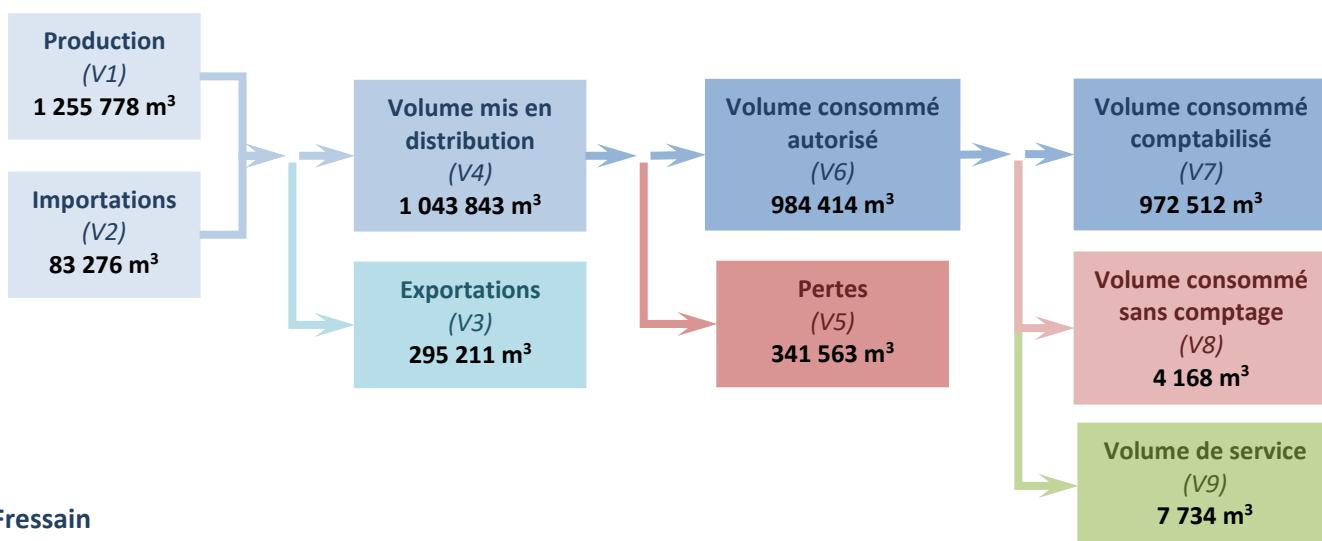 Production
(V1)
1 255 778 m³
Importations
(V2)
83 276 m³
Volume mis en
distribution
(V4)
1 043 843 m³
Exportations
(V3)
295 211 m³
Volume consommé
autorisé
(V6)
984 414 m³
Pertes
(V5)
341 563 m³
Volume consommé
comptabilisé
(V7)
972 512 m³
Volume consommé
sans comptage
(V8)
4 168 m³
Volume de service
(V9)
7 734 m³
Fressain